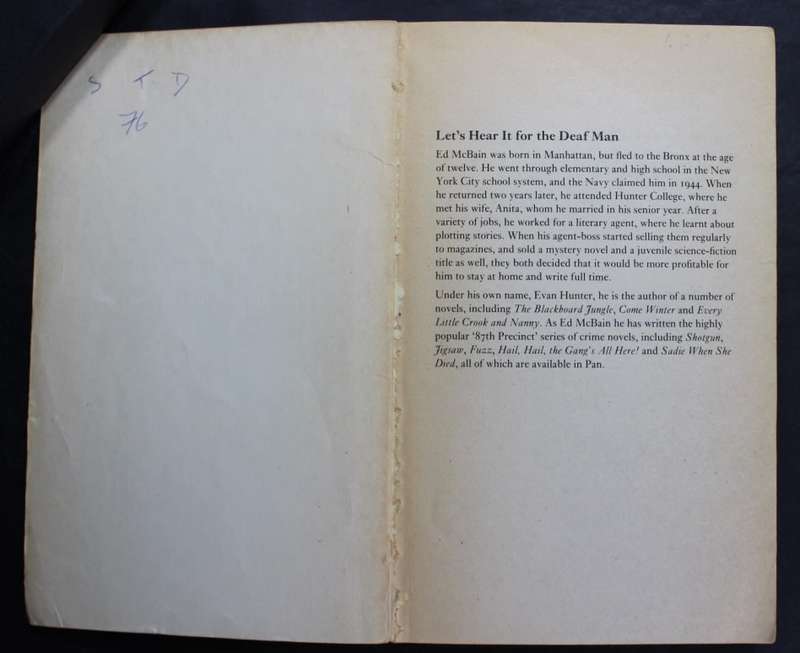 S T D
76
Let's Hear It for the Deaf Man
Ed McBain was born in Manhattan, but fled to the Bronx at the age
of twelve. He went through elementary and high school in the New
York City school system, and the Navy claimed him in 1944. When
he returned two years later, he attended Hunter College, where he
met his wife, Anita, whom he married in his senior year. After a
variety of jobs, he worked for a literary agent, where he learnt about
plotting stories. When his agent-boss started selling them regularly
to magazines, and sold a mystery novel and a juvenile science-fiction
title as well, they both decided that it would be more profitable for
him to stay at home and write full time.
Under his own name, Evan Hunter, he is the author of a number of
novels, including The Blackboard Jungle, Come Winter and Every
Little Crook and Nanny. As Ed McBain he has written the highly
popular '87th Precinct' series of crime novels, including Shotgun,
Jigsaw, Fuzz, Hail, Hail, the Gang's All Here! and Sadie When She
Died, all of which are available in Pan.